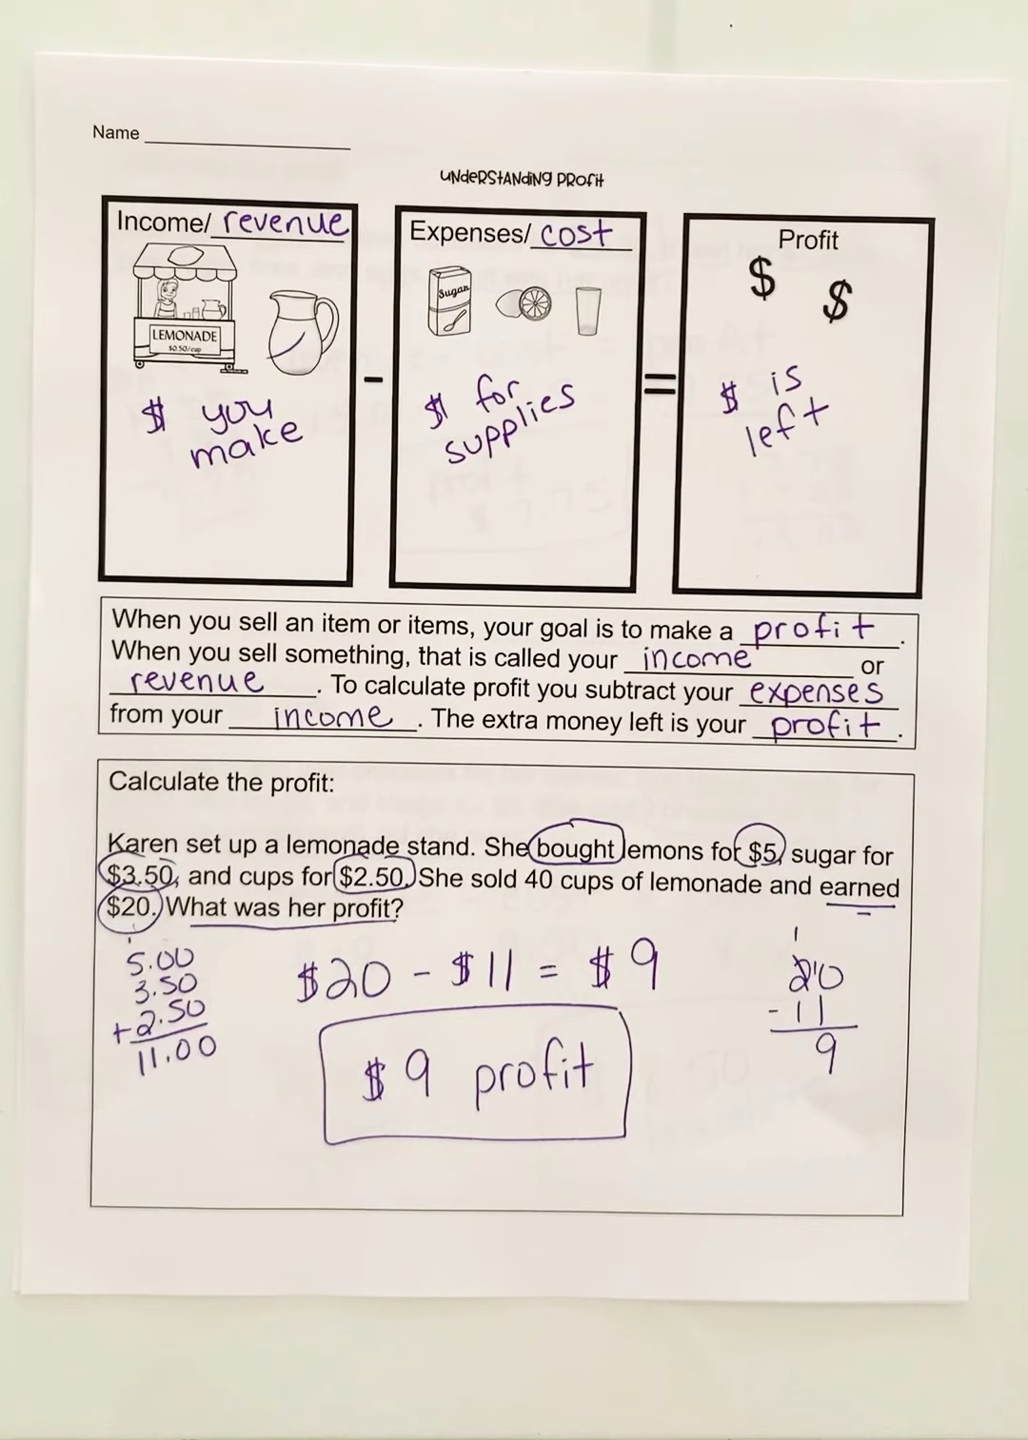 Name
Understanding Profit
Income/ revenue
LEMONADE
$0.50/cup
$ you
make
-
Expenses/ cost
Sugar
$ for
supplies
=
Profit
$ $
$ is
left
When you sell an item or items, your goal is to make a profit.
When you sell something, that is called your income or
revenue. To calculate profit you subtract your expenses
from your income. The extra money left is your profit.
Calculate the profit:
Karen set up a lemonade stand. She bought lemons for $5, sugar for
$3.50, and cups for $2.50. She sold 40 cups of lemonade and earned
$20. What was her profit?
1
5.00
3.50
+2.50
11.00
$20 - $11 = $9
$9 profit
1
20
-11
9